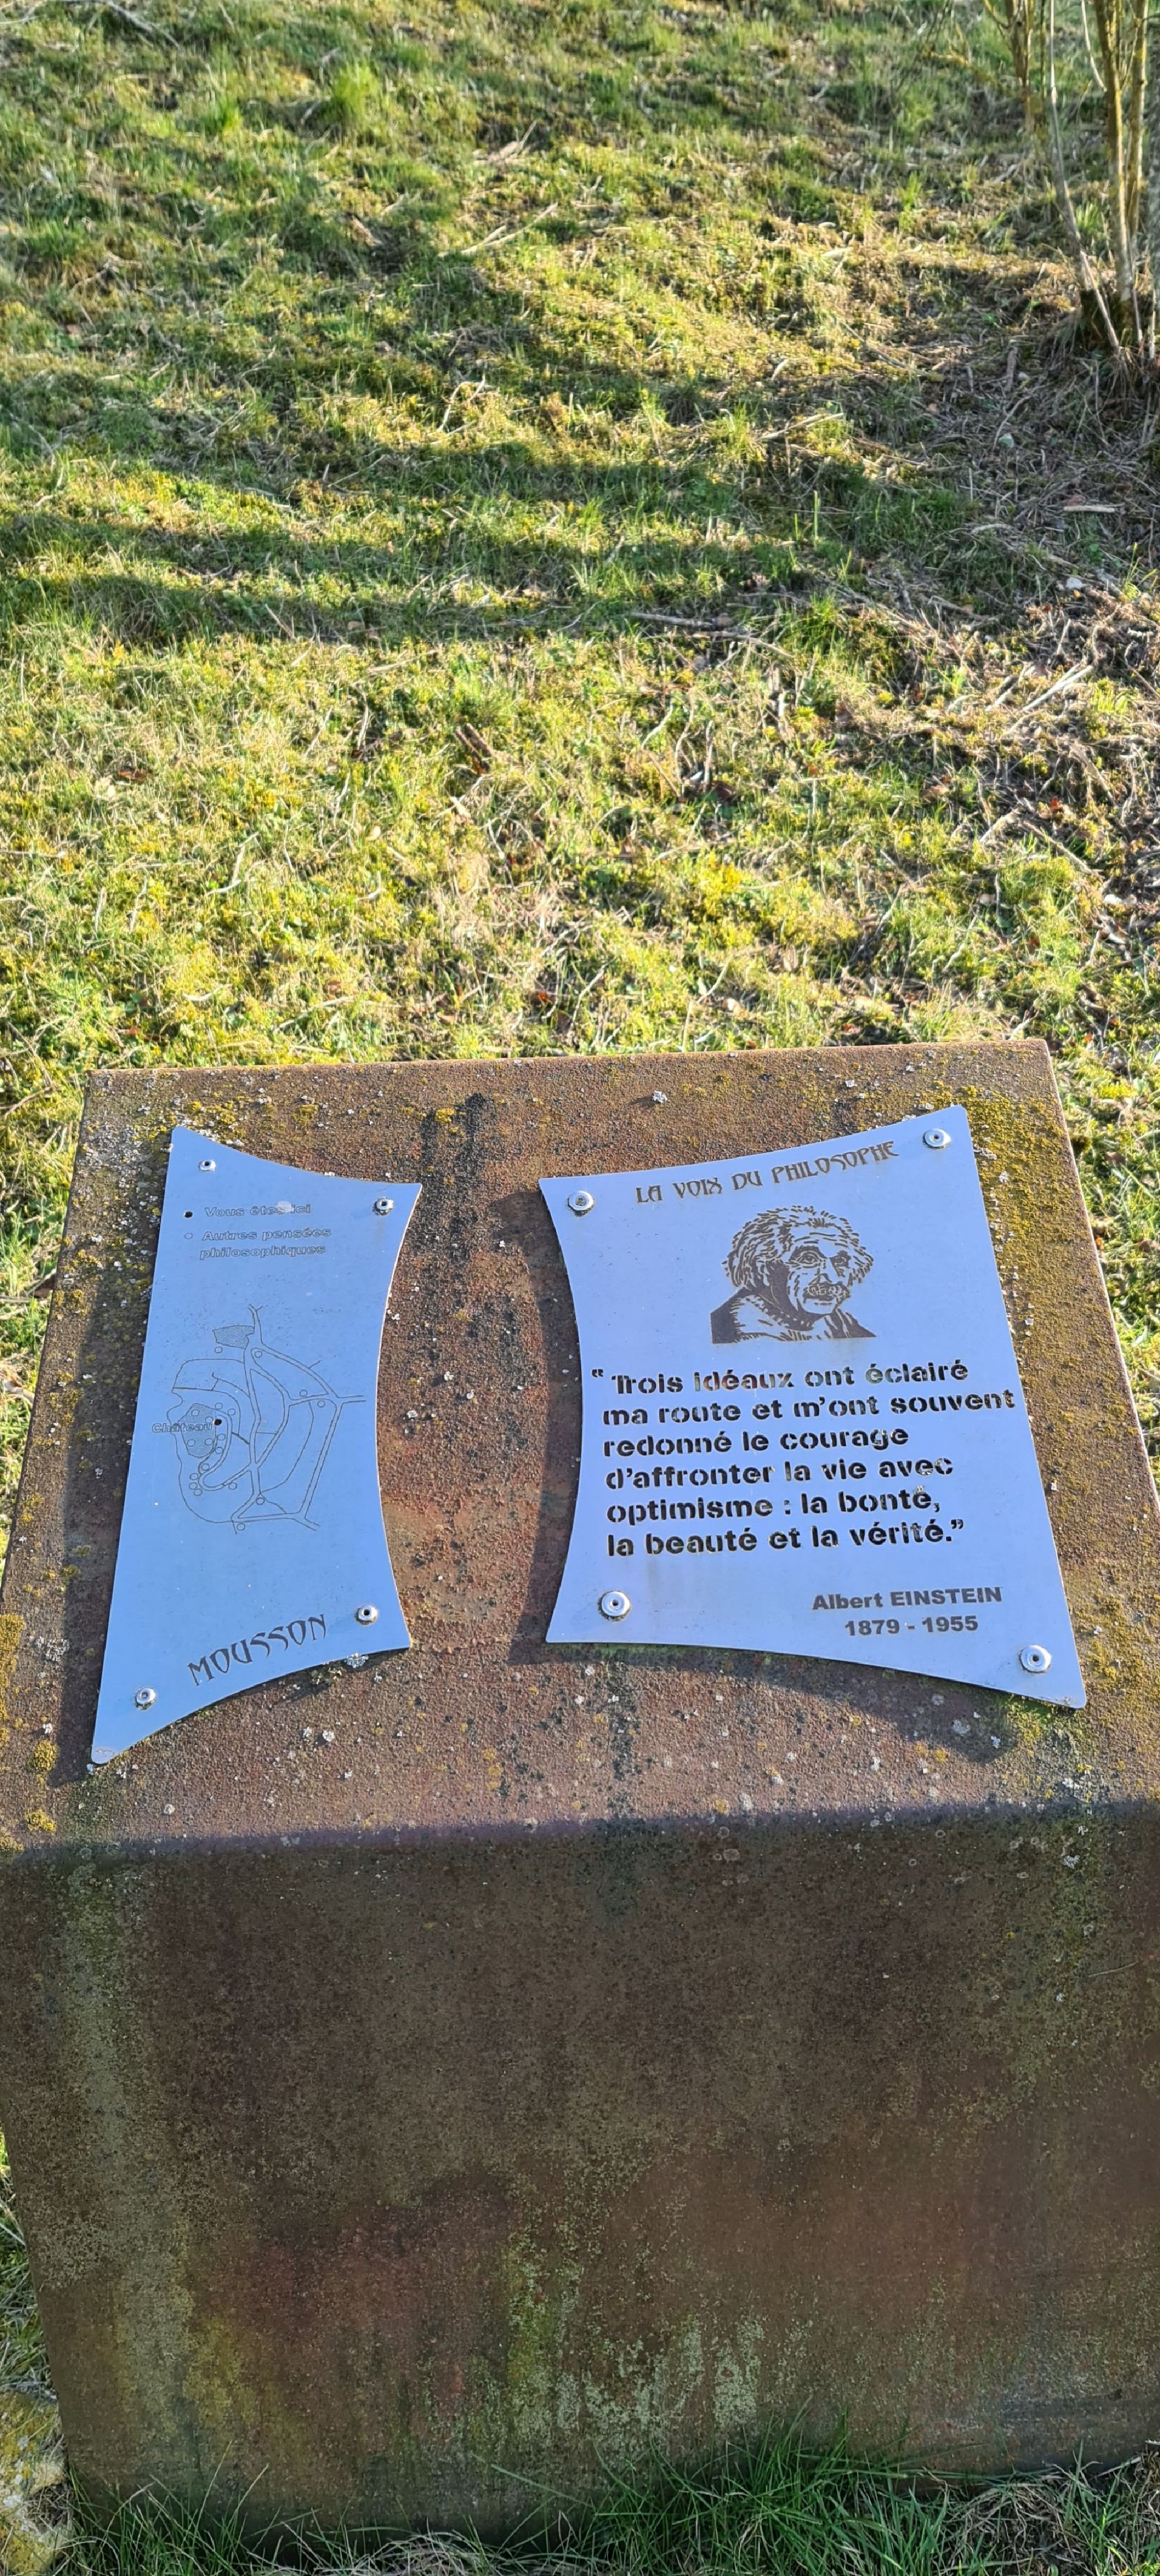 Vous êtes ici
Autres pensées
philosophiques
Château
MOUSSON
LA VOIX DU PHILOSOPHE
“ Trois idéaux ont éclairé
ma route et m’ont souvent
redonné le courage
d’affronter la vie avec
optimisme : la bonté,
la beauté et la vérité.”
Albert EINSTEIN
1879 - 1955